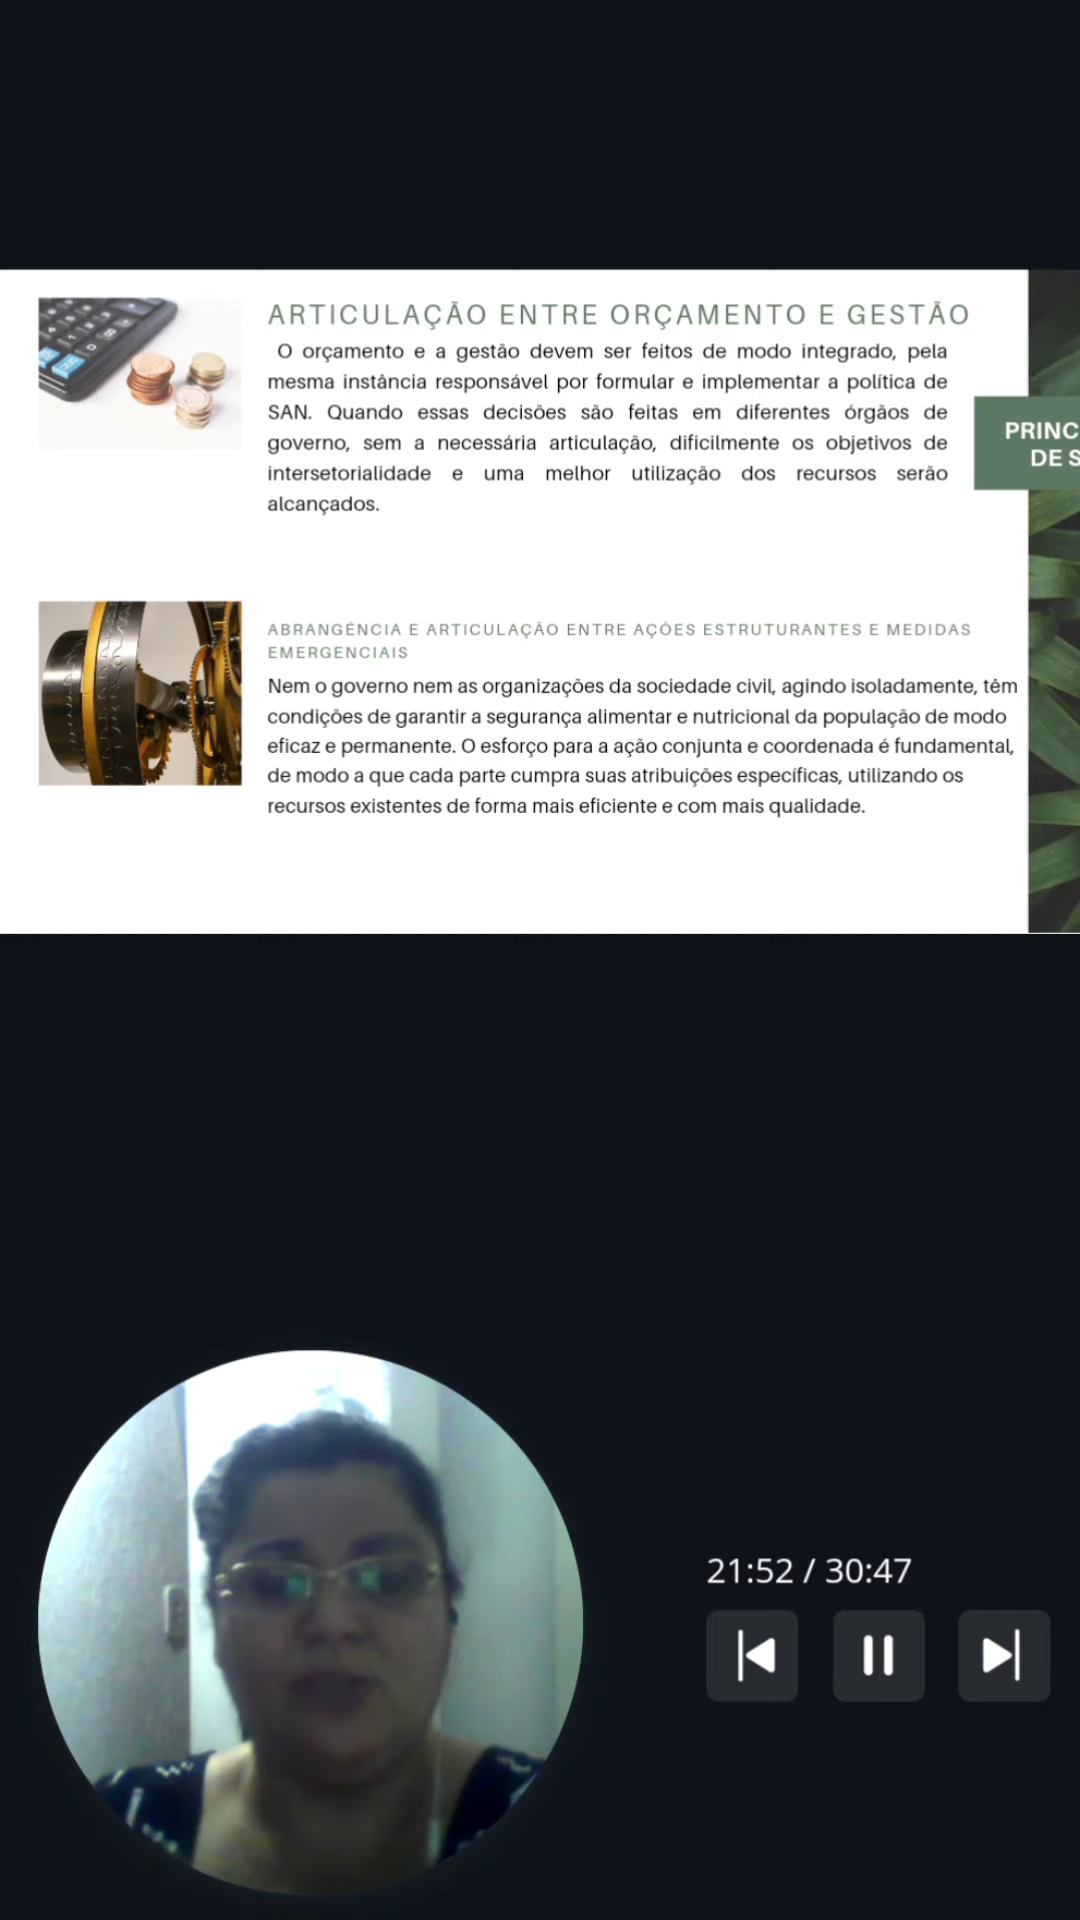 ARTICULAÇÃO ENTRE ORÇAMENTO E GESTÃO
O orçamento e a gestão devem ser feitos de modo integrado, pela
mesma instância responsável por formular e implementar a política de
SAN. Quando essas decisões são feitas em diferentes órgãos de
governo, sem a necessária articulação, dificilmente os objetivos de
intersetorialidade e uma melhor utilização dos recursos serão
alcançados.
PRINC
DE S
ABRANGÊNCIA E ARTICULAÇÃO ENTRE AÇÕES ESTRUTURANTES E MEDIDAS
EMERGENCIAIS
Nem o governo nem as organizações da sociedade civil, agindo isoladamente, têm
condições de garantir a segurança alimentar e nutricional da população de modo
eficaz e permanente. O esforço para a ação conjunta e coordenada é fundamental,
de modo a que cada parte cumpra suas atribuições específicas, utilizando os
recursos existentes de forma mais eficiente e com mais qualidade.
21:52 / 30:47